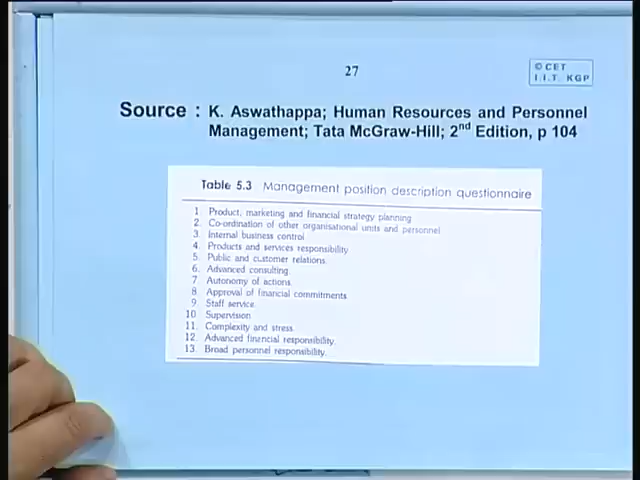 27
© CET
I.I.T. KGP
Source : K. Aswathappa; Human Resources and Personnel
Management; Tata McGraw-Hill; 2nd Edition, p 104
Table 5.3 Management position description questionnaire
1. Product, marketing and financial strategy planning
2. Co-ordination of other organisational units and personnel
3. Internal business control
4. Products and services responsibility
5. Public and customer relations.
6. Advanced consulting.
7 Autonomy of actions.
8. Approval of financial commitments.
9. Staff service.
10 Supervision
11. Complexity and stress.
12. Advanced financial responsibility.
13. Broad personnel responsibility.